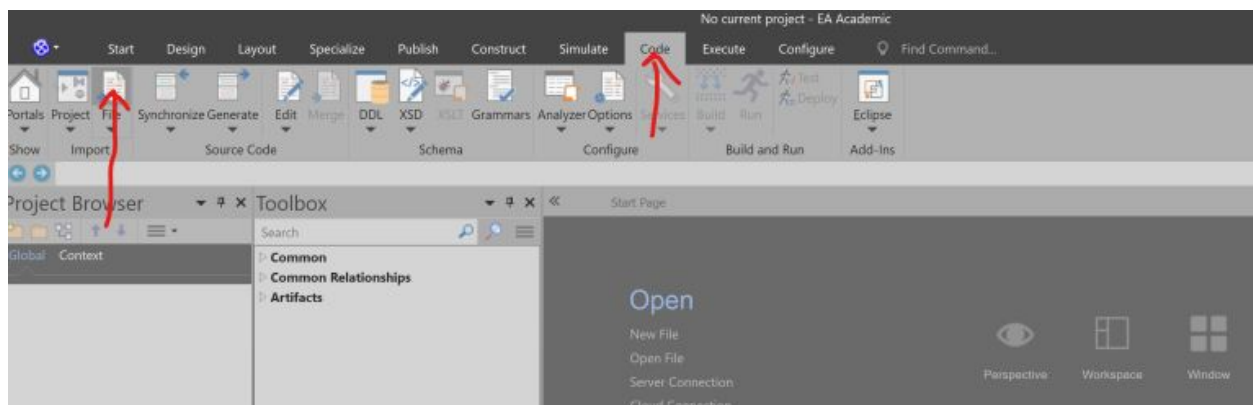 No current project - EA Academic
Start Design Layout Specialize Publish Construct Simulate Code Execute Configure Find Command...
Portals Project File Synchronize Generate Edit Merge DDL XSD XSLT Grammars Analyzer Options Services Build Run Test Deploy Eclipse
Show Import Source Code Schema Configure Build and Run Add-Ins
Project Browser Toolbox Start Page
Search
Global Context
Common
Common Relationships
Artifacts
Open
New File
Open File
Server Connection
Cloud Connection
Perspective Workspace Window